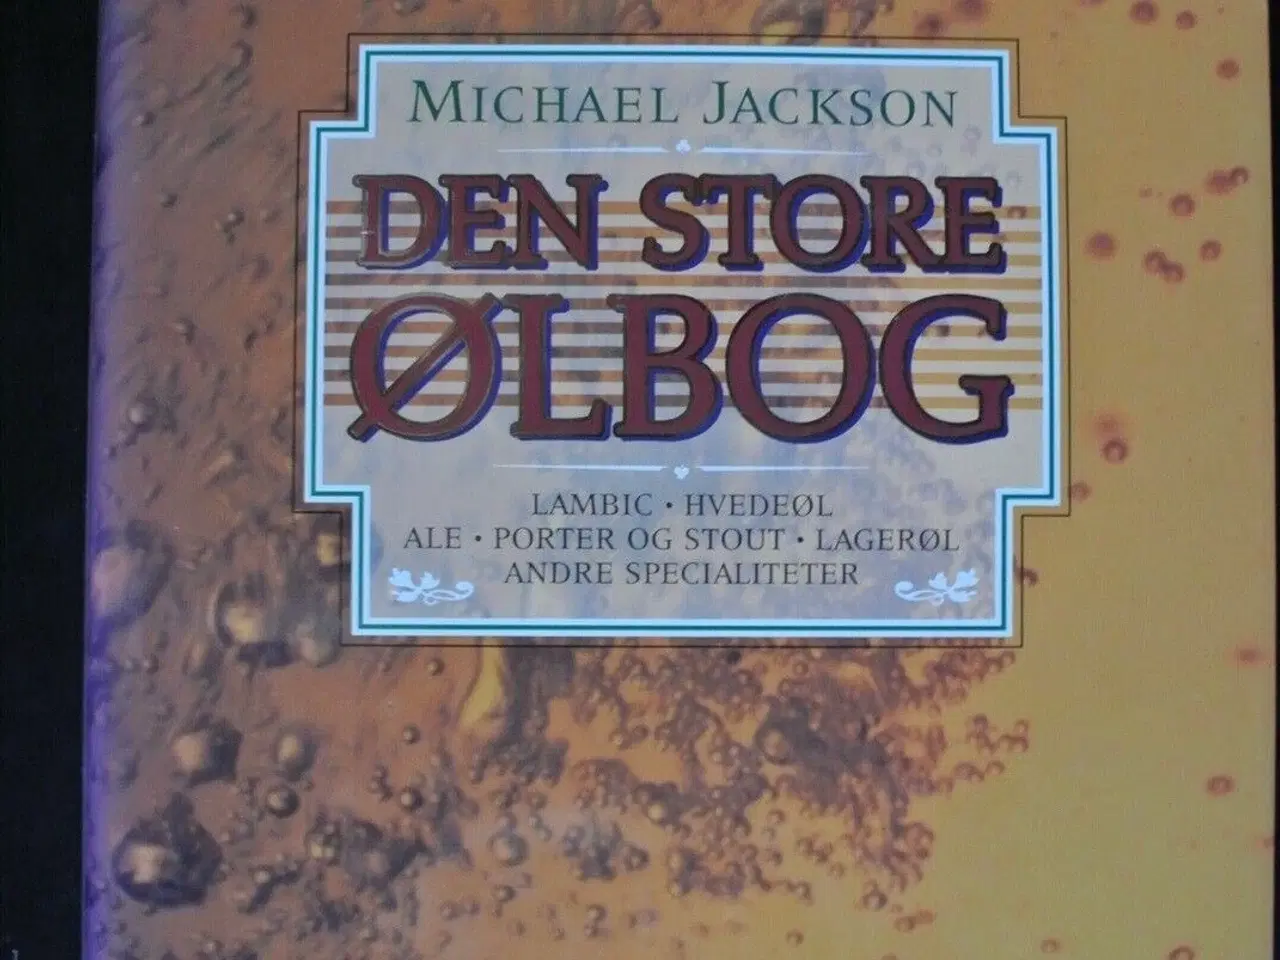 MICHAEL JACKSON
DEN STORE
ØLBOG
LAMBIC • HVEDEØL
ALE • PORTER OG STOUT • LAGERØL
ANDRE SPECIALITETER